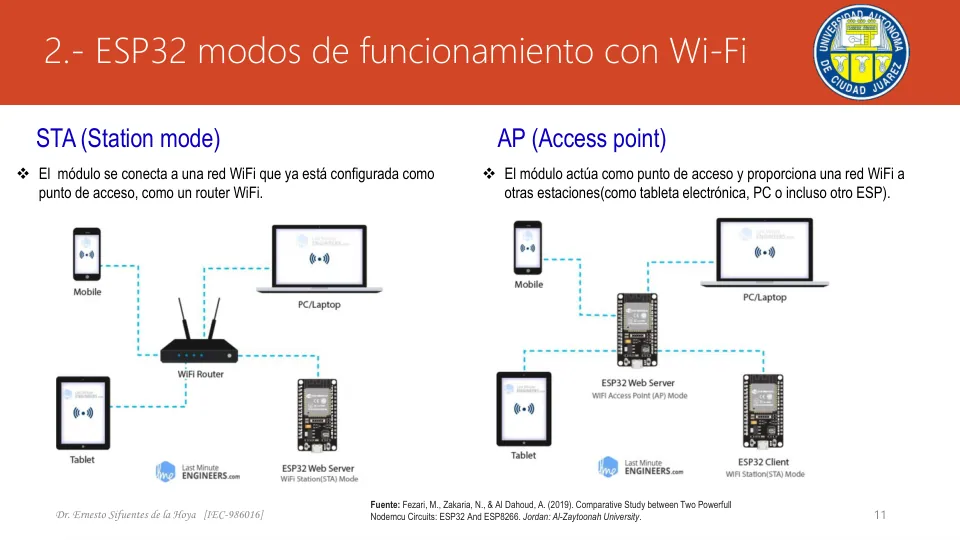 2.- ESP32 modos de funcionamiento con Wi-Fi
UNIVERSIDAD AUTONOMA
DE CIUDAD JUAREZ
STA (Station mode)
❖ El módulo se conecta a una red WiFi que ya está configurada como
punto de acceso, como un router WiFi.
Mobile
PC/Laptop
WiFi Router
Tablet
Last Minute
ENGINEERS.com
ESP32 Web Server
WiFi Station(STA) Mode
AP (Access point)
❖ El módulo actúa como punto de acceso y proporciona una red WiFi a
otras estaciones(como tableta electrónica, PC o incluso otro ESP).
Mobile
PC/Laptop
ESP32 Web Server
WIFI Access Point (AP) Mode
Tablet
Last Minute
ENGINEERS.com
ESP32 Client
WiFi Station(STA) Mode
Dr. Ernesto Sifuentes de la Hoya [IEC-986016]
Fuente: Fezari, M., Zakaria, N., & Al Dahoud, A. (2019). Comparative Study between Two Powerfull
Nodemcu Circuits: ESP32 And ESP8266. Jordan: Al-Zaytoonah University.
11